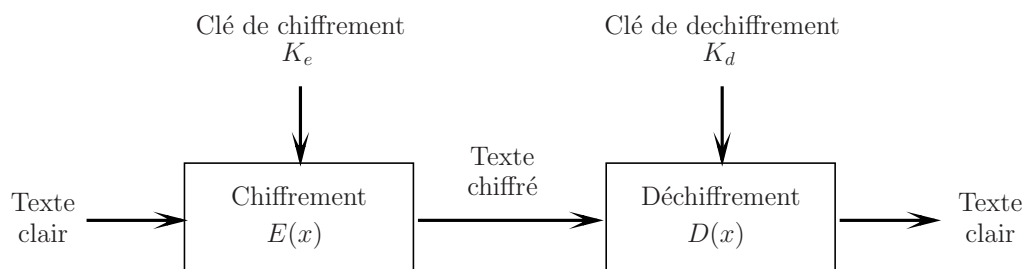 Clé de chiffrement
K_e
Clé de dechiffrement
K_d
Texte
clair
Chiffrement
E(x)
Texte
chiffré
Déchiffrement
D(x)
Texte
clair